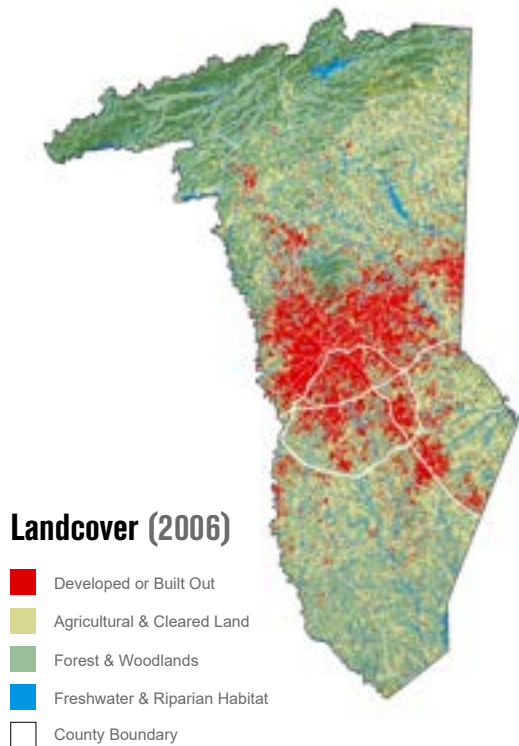 Landcover (2006)
Developed or Built Out
Agricultural & Cleared Land
Forest & Woodlands
Freshwater & Riparian Habitat
County Boundary